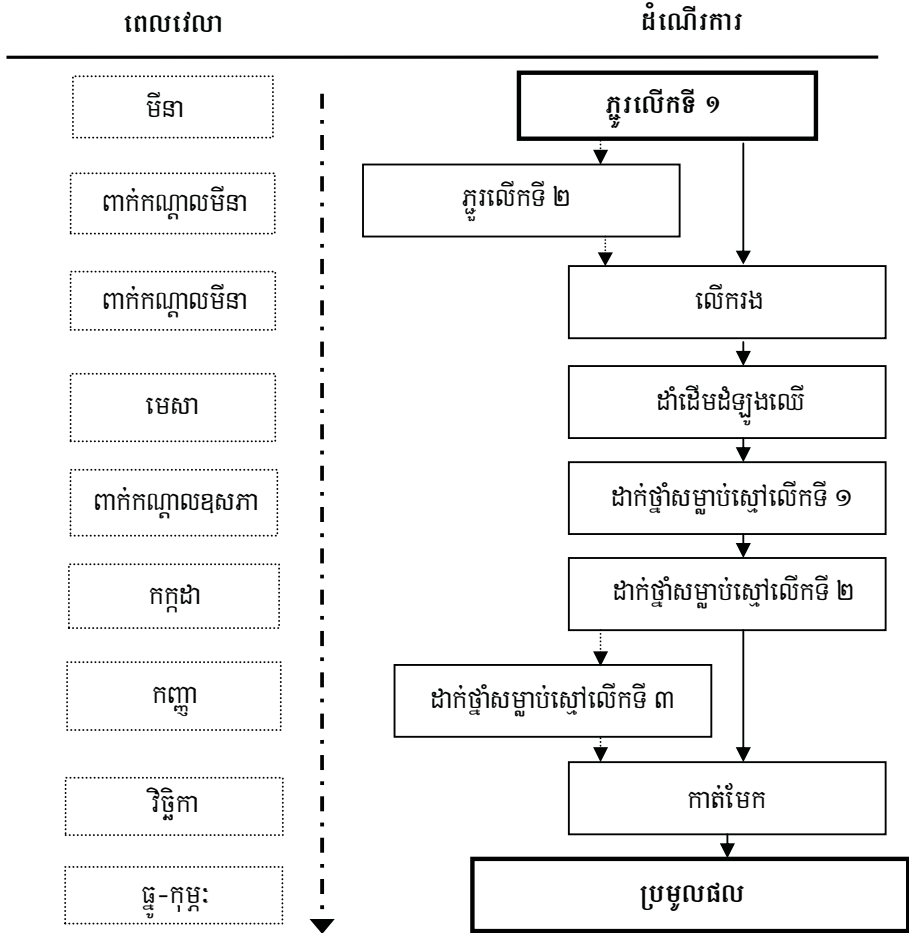 ពេលវេលា ដំណើរការ
មីនា ភ្ជួរលើកទី ១
ពាក់កណ្តាលមីនា ភ្ជួរលើកទី ២
ពាក់កណ្តាលមីនា លើករង
មេសា ដាំដើមដំឡូងឈើ
ពាក់កណ្តាលឧសភា ដាក់ថ្នាំសម្លាប់ស្មៅលើកទី ១
កក្កដា ដាក់ថ្នាំសម្លាប់ស្មៅលើកទី ២
កញ្ញា ដាក់ថ្នាំសម្លាប់ស្មៅលើកទី ៣
វិច្ឆិកា កាត់មែក
ធ្នូ-កុម្ភៈ ប្រមូលផល